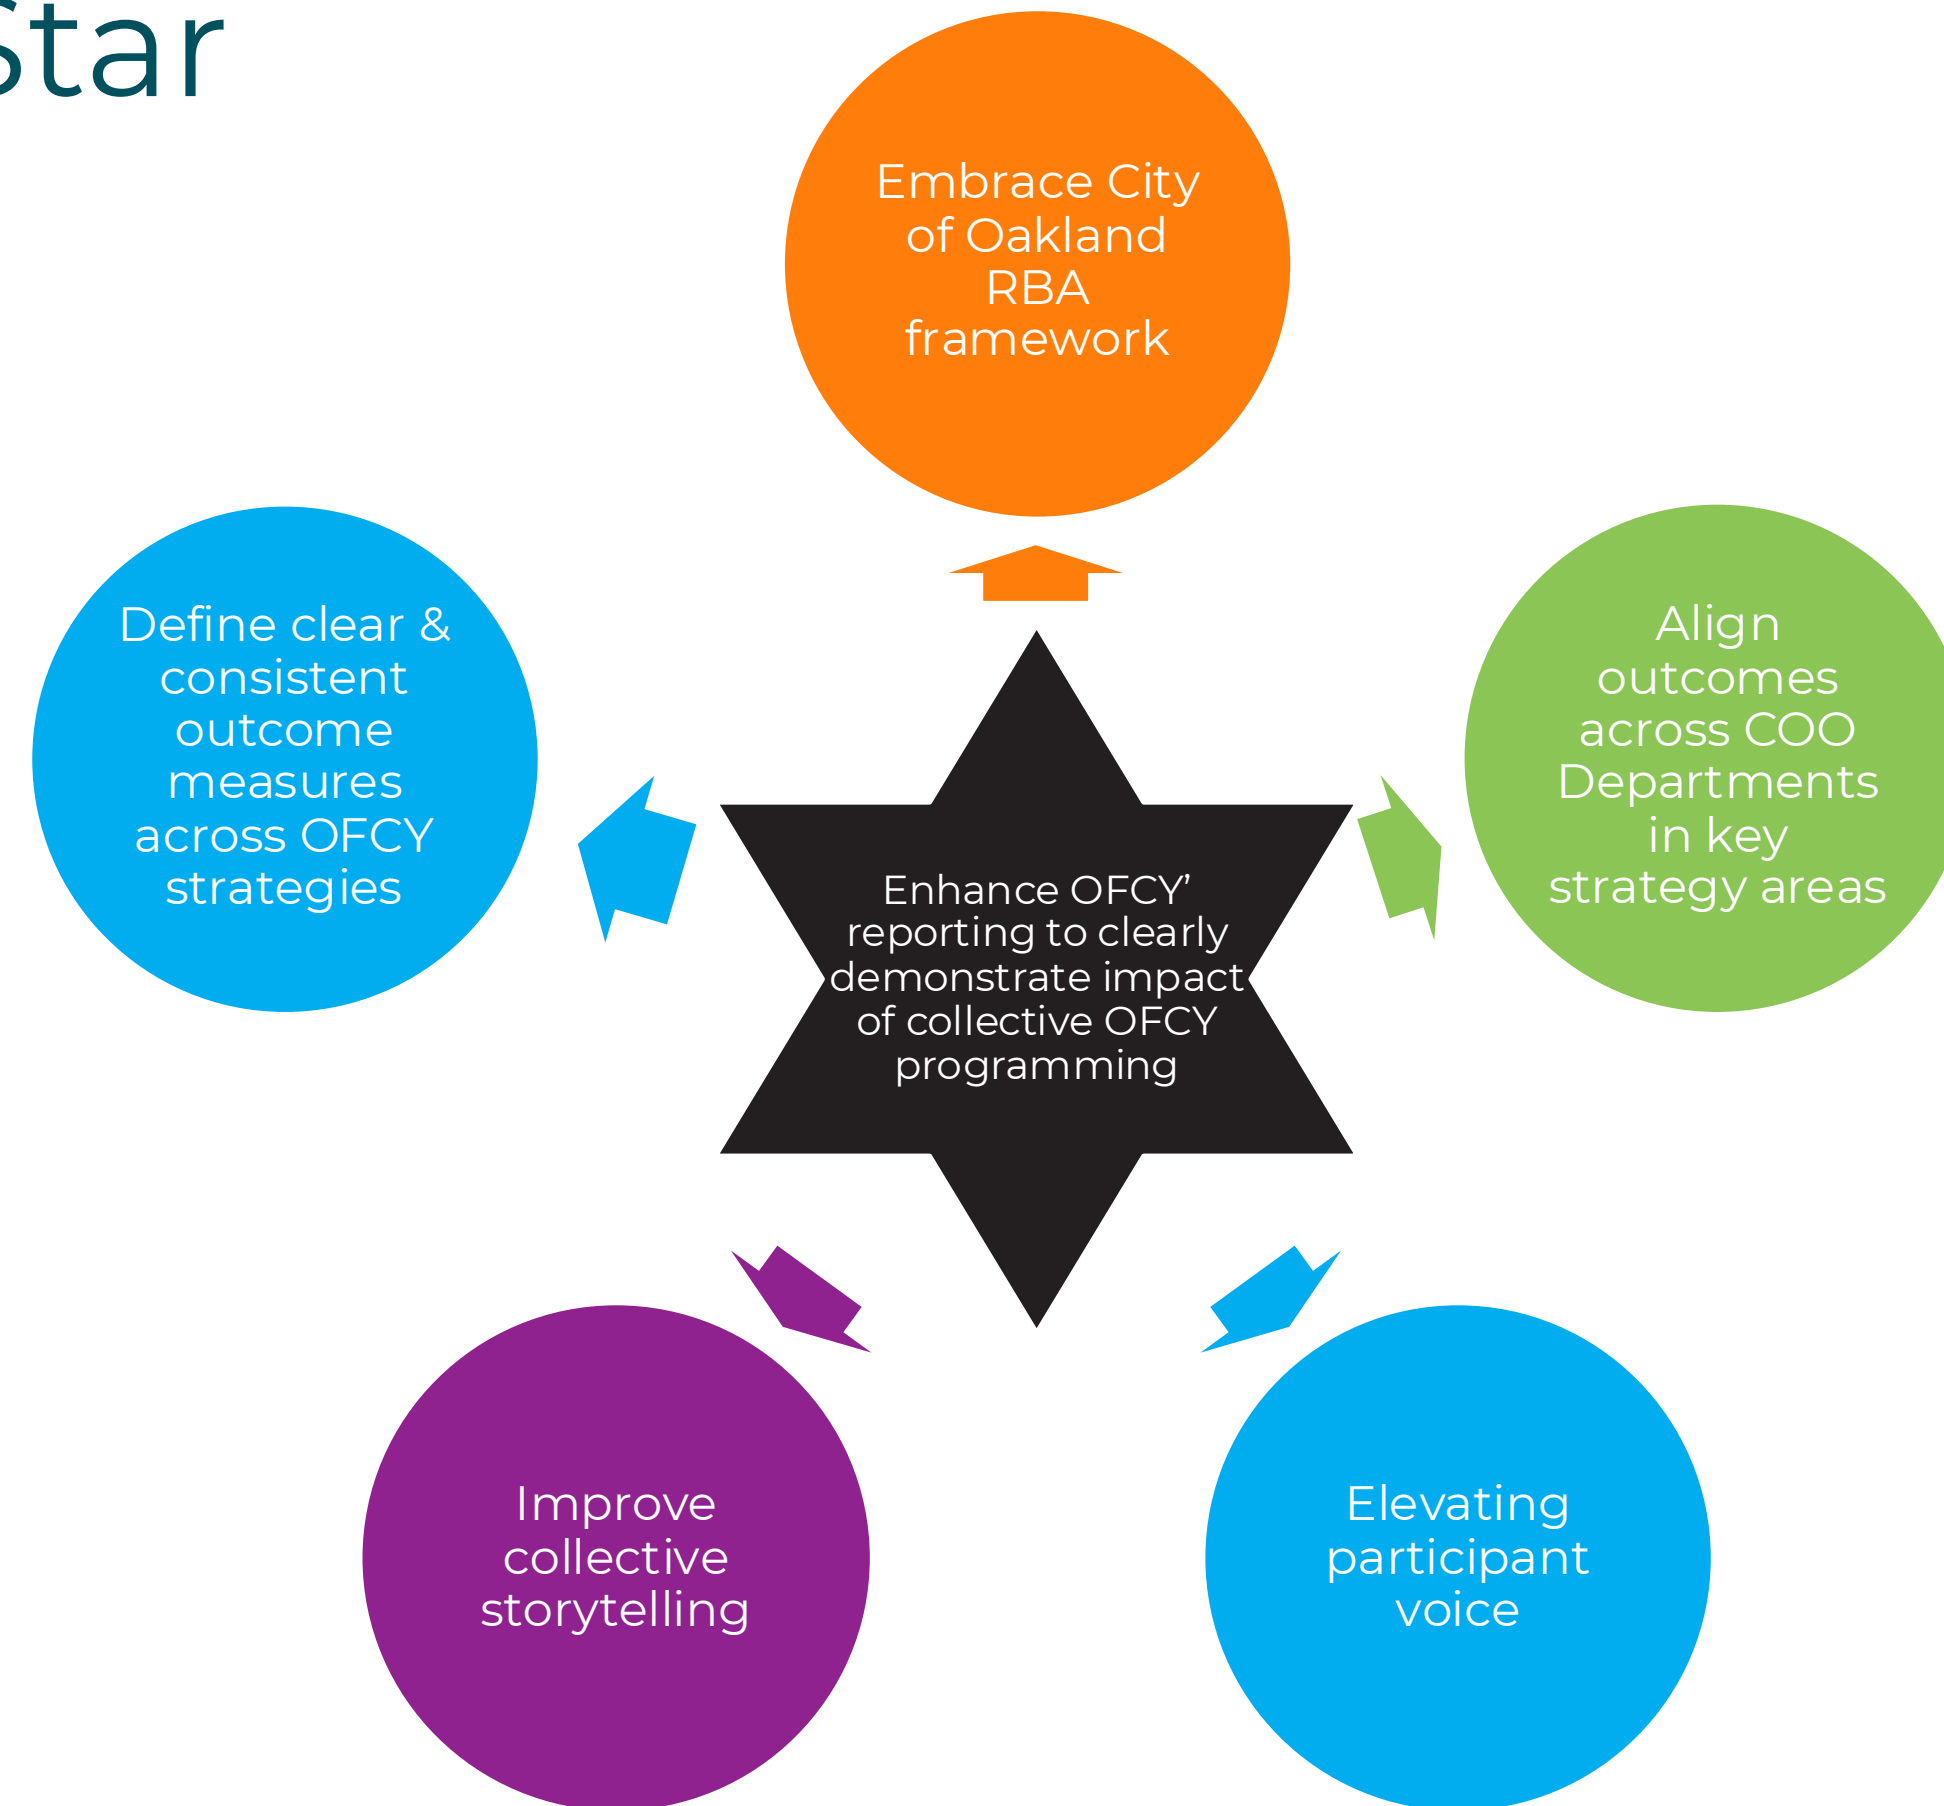 Star
Embrace City
of Oakland
RBA
framework
Define clear &
consistent
outcome
measures
across OFCY
strategies
Align
outcomes
across COO
Departments
in key
strategy areas
Enhance OFCY’
reporting to clearly
demonstrate impact
of collective OFCY
programming
Improve
collective
storytelling
Elevating
participant
voice